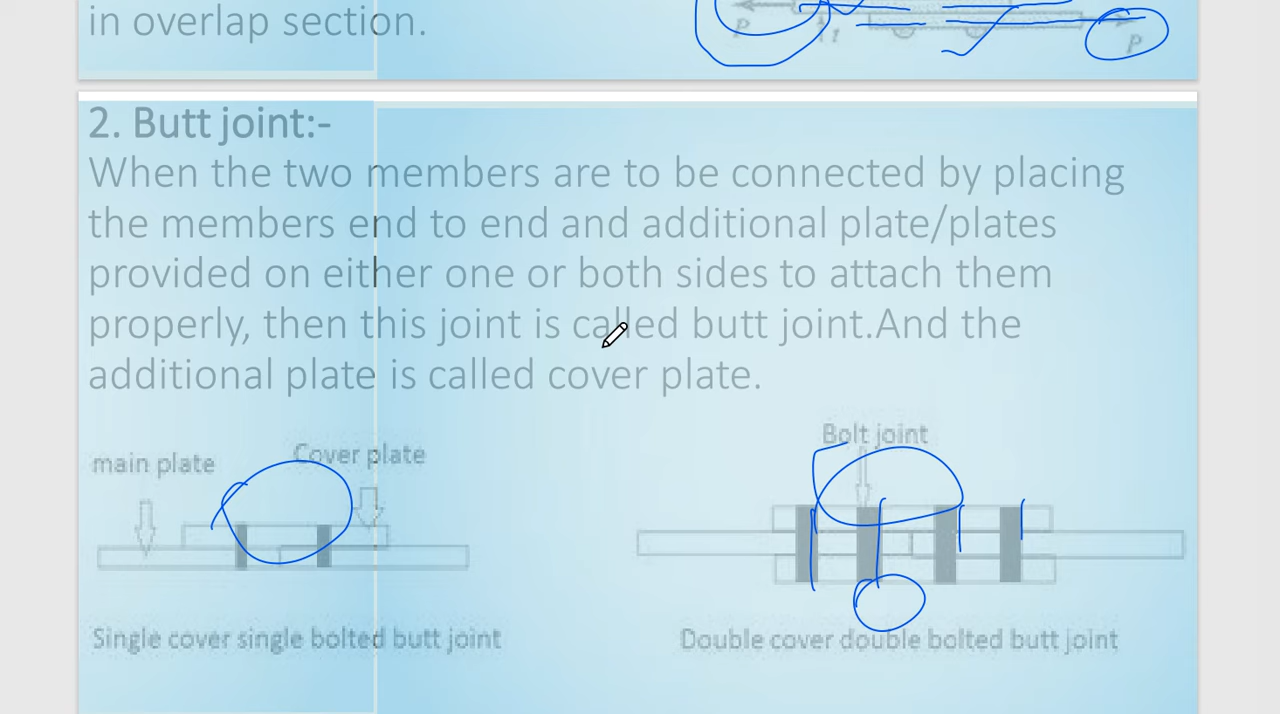 in overlap section.
P
t
P
2. Butt joint:-
When the two members are to be connected by placing
the members end to end and additional plate/plates
provided on either one or both sides to attach them
properly, then this joint is called butt joint.And the
additional plate is called cover plate.
main plate
Cover plate
Bolt joint
Single cover single bolted butt joint
Double cover double bolted butt joint